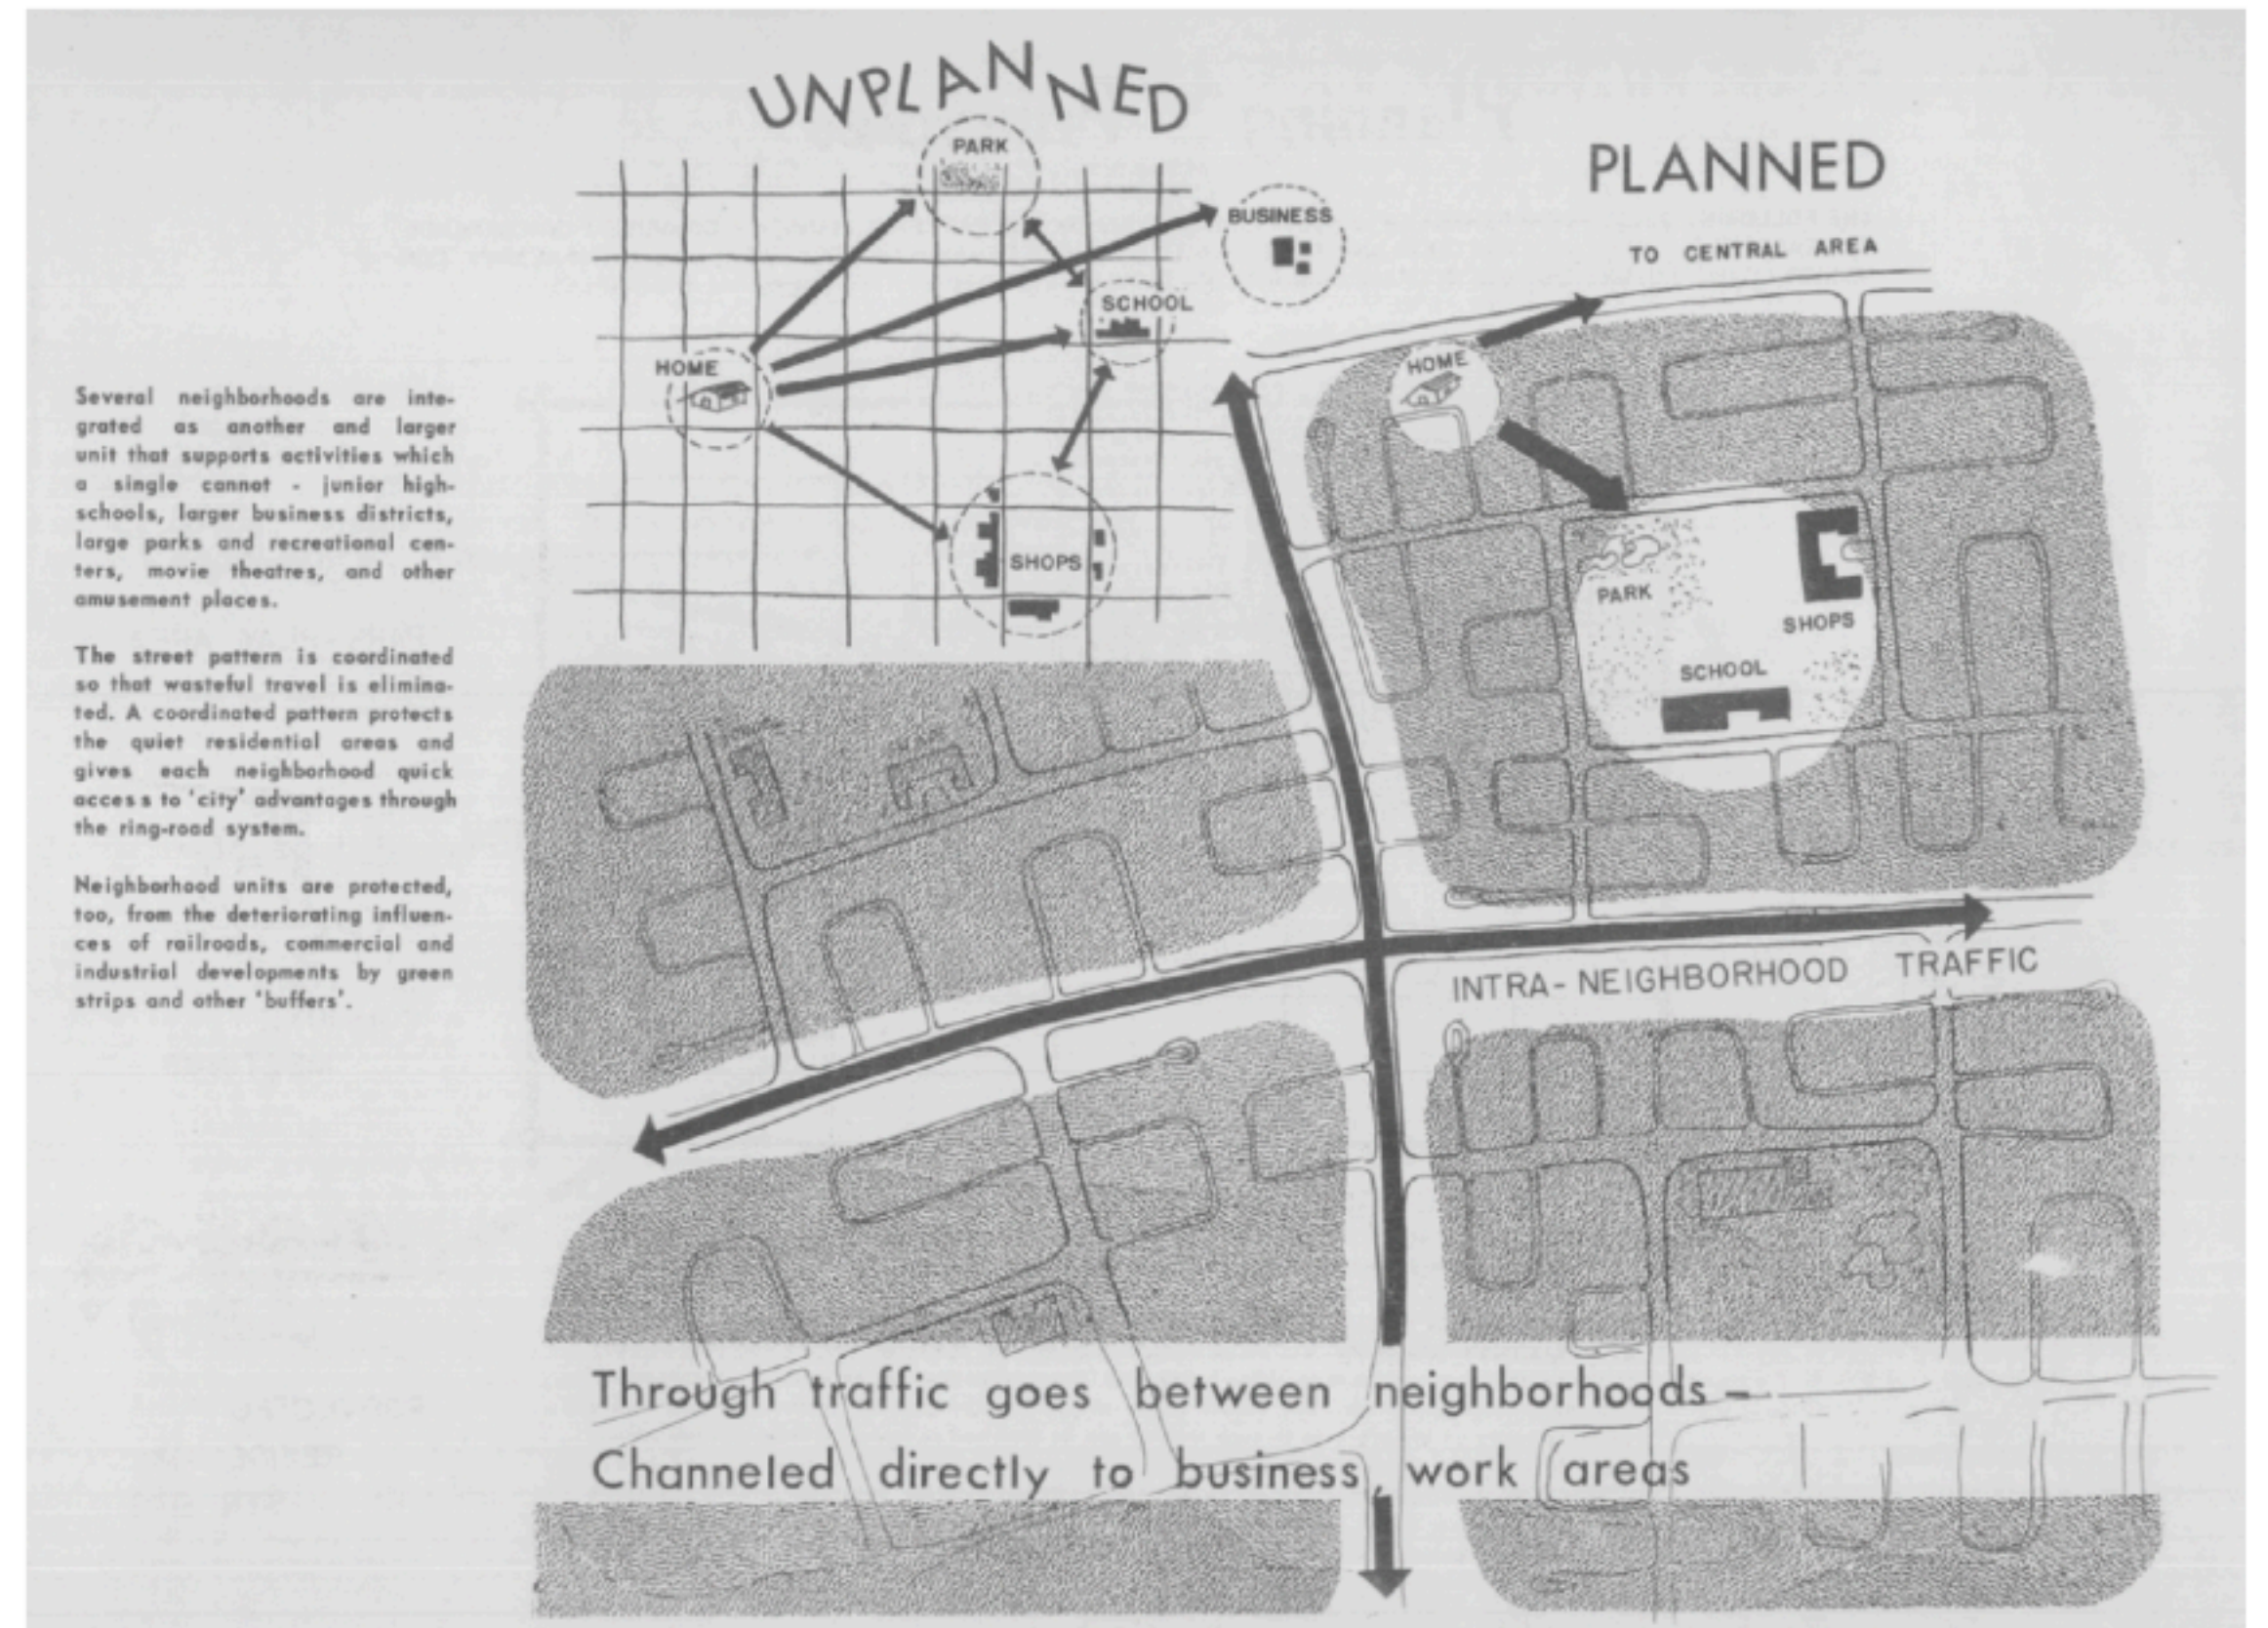 UNPLANNED
PARK
BUSINESS
SCHOOL
HOME
SHOPS
PLANNED
TO CENTRAL AREA
HOME
PARK
SHOPS
SCHOOL
INTRA-NEIGHBORHOOD TRAFFIC
Several neighborhoods are inte-
grated as another and larger
unit that supports activities which
a single cannot - junior high-
schools, larger business districts,
large parks and recreational cen-
ters, movie theatres, and other
amusement places.
The street pattern is coordinated
so that wasteful travel is elimina-
ted. A coordinated pattern protects
the quiet residential areas and
gives each neighborhood quick
access to 'city' advantages through
the ring-road system.
Neighborhood units are protected,
too, from the deteriorating influen-
ces of railroads, commercial and
industrial developments by green
strips and other 'buffers'.
Through traffic goes between neighborhoods -
Channeled directly to business, work areas